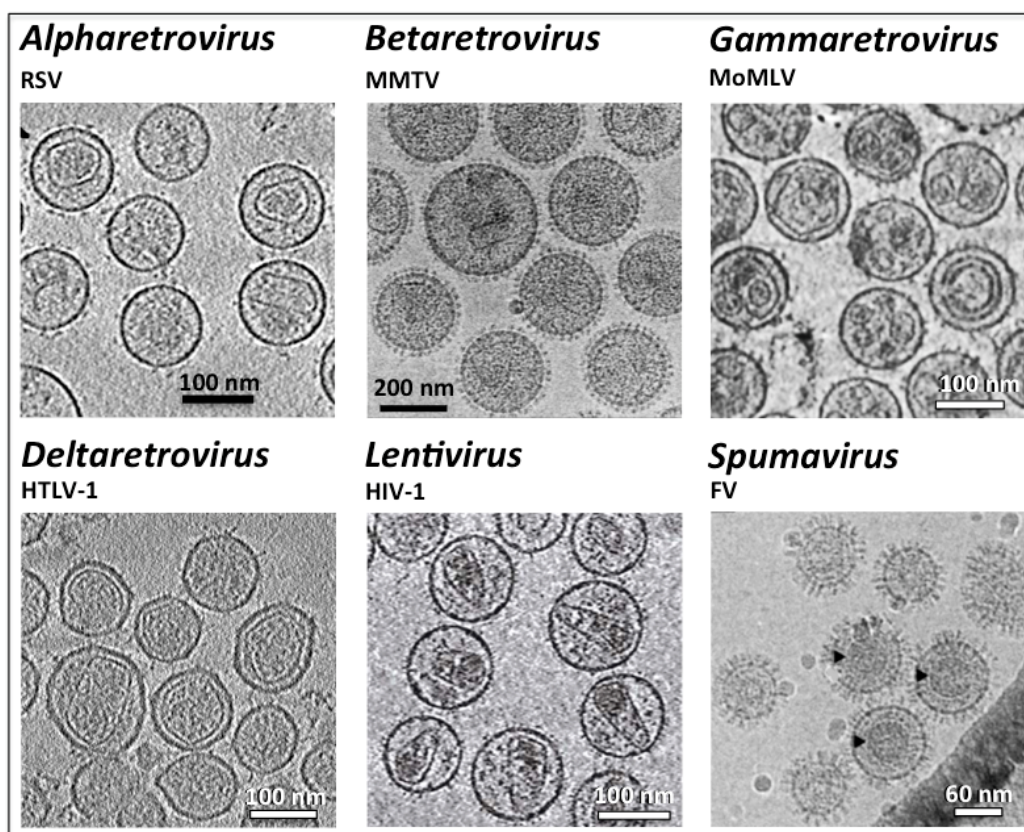 Alpharetrovirus
RSV
100 nm
Betaretrovirus
MMTV
200 nm
Gammaretrovirus
MoMLV
100 nm
Deltaretrovirus
HTLV-1
100 nm
Lentivirus
HIV-1
100 nm
Spumavirus
FV
60 nm